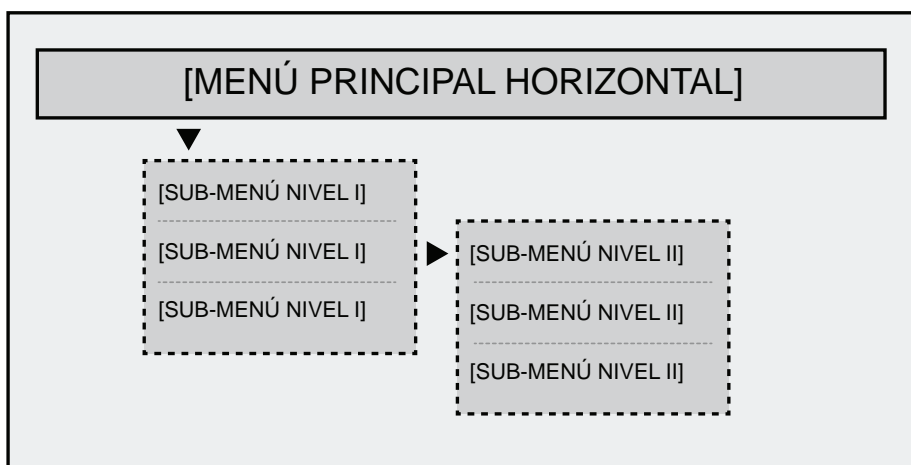 [MENÚ PRINCIPAL HORIZONTAL]
[SUB-MENÚ NIVEL I]
[SUB-MENÚ NIVEL I]
[SUB-MENÚ NIVEL I]
[SUB-MENÚ NIVEL II]
[SUB-MENÚ NIVEL II]
[SUB-MENÚ NIVEL II]